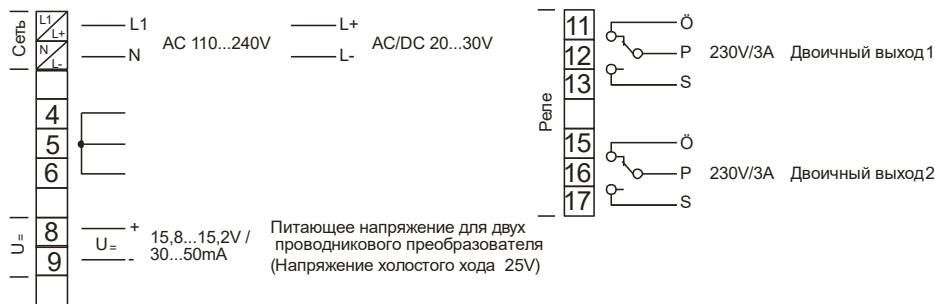 Сеть
L1
L+
N
L-
L1
N
AC 110...240V
L+
L-
AC/DC 20...30V
4
5
6
U=
8
9
+
U=
-
15,8...15,2V /
30...50mA
Питающее напряжение для двух
проводникового преобразователя
(Напряжение холостого хода 25V)
Реле
11
12
13
Ö
P
S
230V/3A Двоичный выход1
15
16
17
Ö
P
S
230V/3A Двоичный выход2